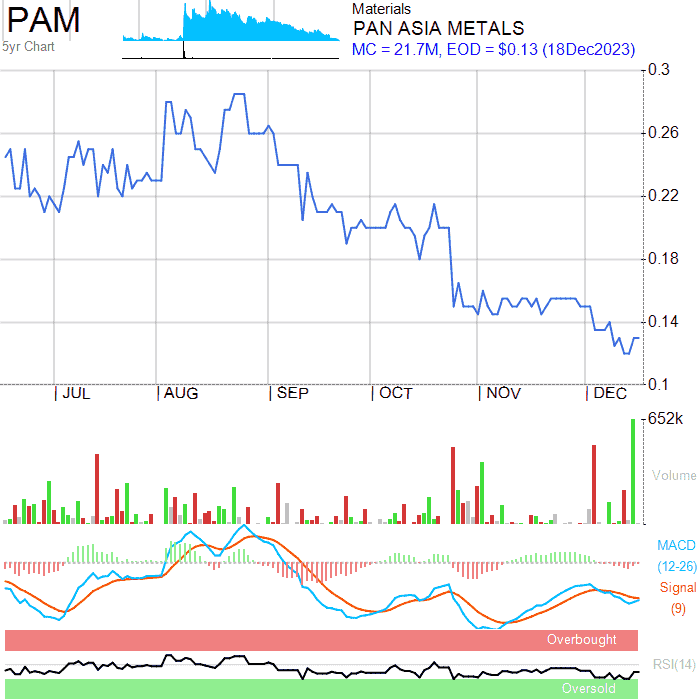 PAM
5yr Chart
Materials
PAN ASIA METALS
MC = 21.7M, EOD = $0.13 (18Dec2023)
0.3
0.26
0.22
0.18
0.14
0.1
JUL
AUG
SEP
OCT
NOV
DEC
652k
Volume
MACD
(12-26)
Signal
(9)
Overbought
RSI(14)
Oversold